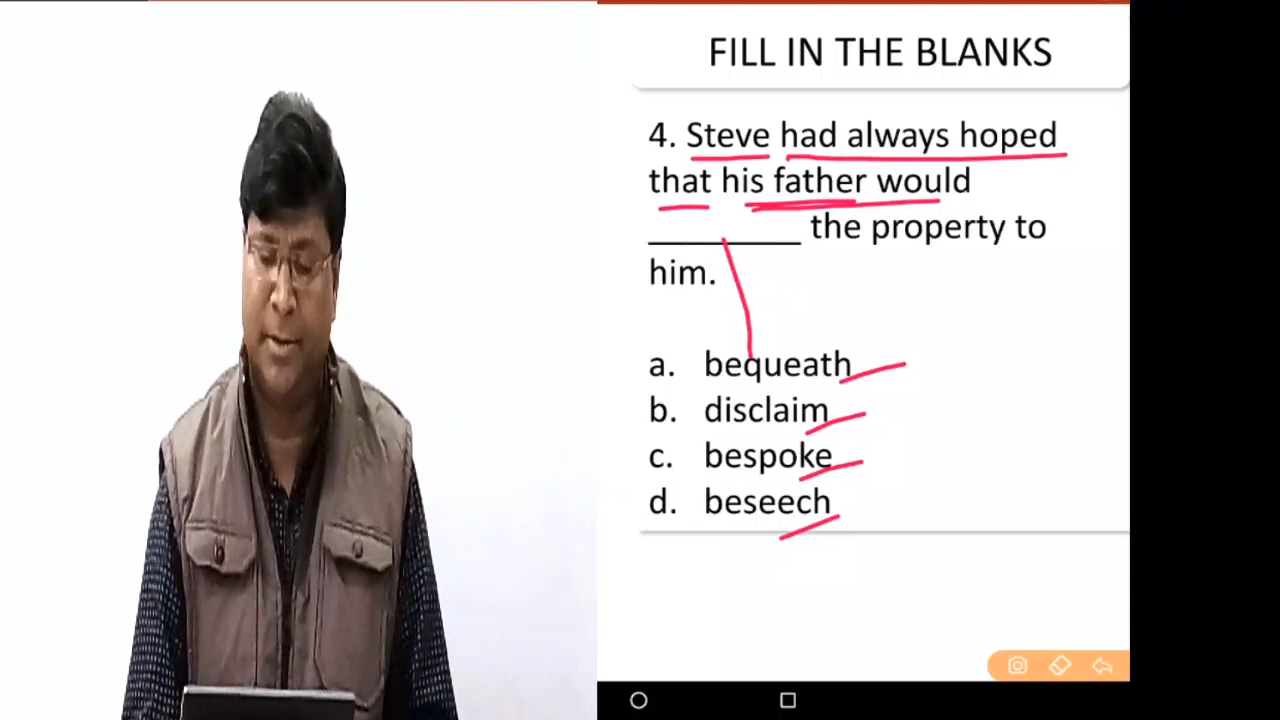 FILL IN THE BLANKS
4. Steve had always hoped
that his father would
________ the property to
him.
a. bequeath
b. disclaim
c. bespoke
d. beseech